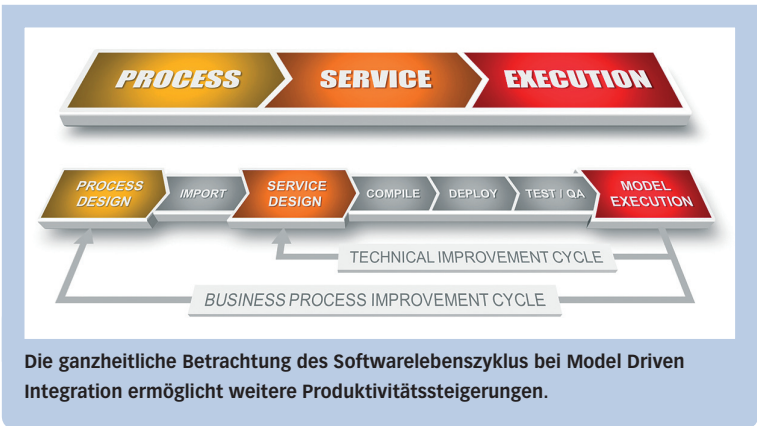 PROCESS SERVICE EXECUTION
PROCESS DESIGN IMPORT SERVICE DESIGN COMPILE DEPLOY TEST / QA MODEL EXECUTION
TECHNICAL IMPROVEMENT CYCLE
BUSINESS PROCESS IMPROVEMENT CYCLE
Die ganzheitliche Betrachtung des Softwarelebenszyklus bei Model Driven
Integration ermöglicht weitere Produktivitätssteigerungen.